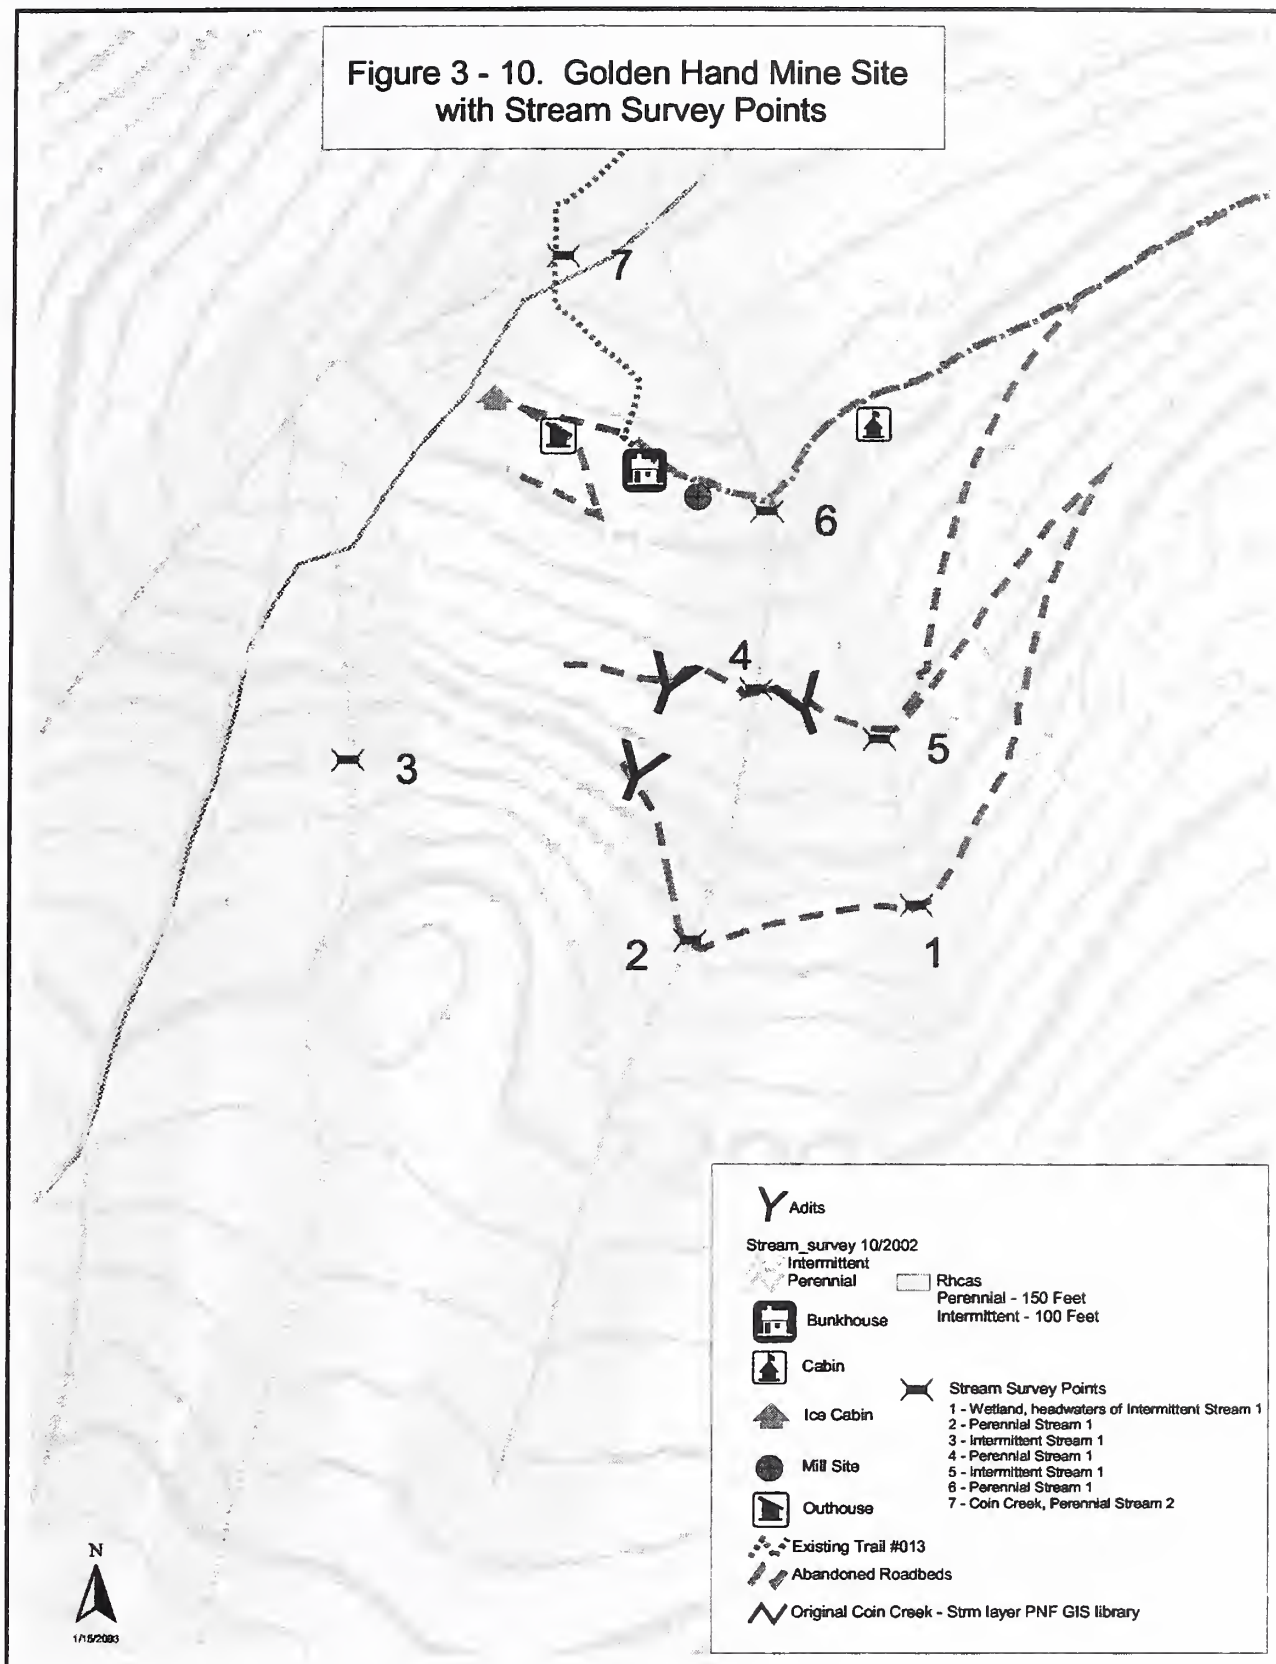 Figure 3 - 10. Golden Hand Mine Site
with Stream Survey Points
7
6
4
5
3
2
1
Adits
Stream_survey 10/2002
Intermittent
Perennial
Rhcas
Perennial - 150 Feet
Intermittent - 100 Feet
Bunkhouse
Cabin
Ice Cabin
Mill Site
Outhouse
Stream Survey Points
1 - Wetland, headwaters of Intermittent Stream 1
2 - Perennial Stream 1
3 - Intermittent Stream 1
4 - Perennial Stream 1
5 - Intermittent Stream 1
6 - Perennial Stream 1
7 - Coin Creek, Perennial Stream 2
Existing Trail #013
Abandoned Roadbeds
Original Coin Creek - Strm layer PNF GIS library
N
1/15/2003